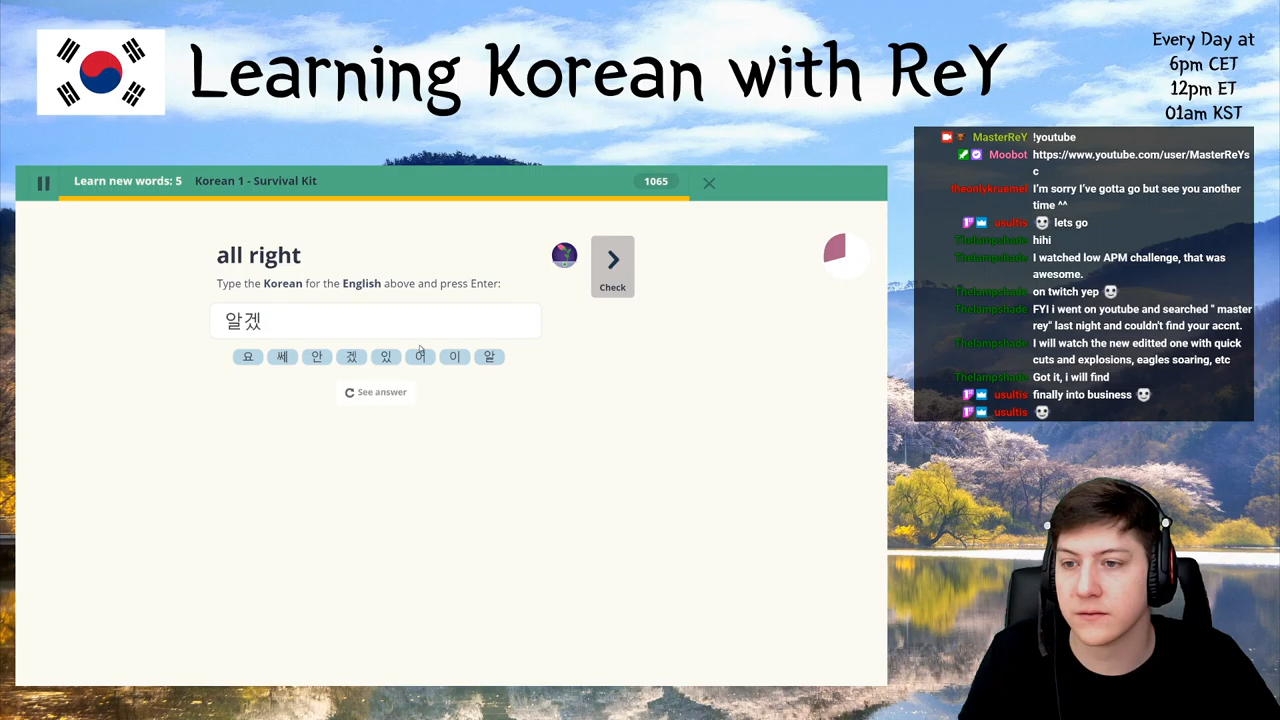 Learning Korean with ReY
Every Day at
6pm CET
12pm ET
01am KST
MasterReY !youtube
Moobot https://www.youtube.com/user/MasterReYs
c
theonlykruemel I'm sorry I've gotta go but see you another
time ^^
usultis lets go
Thelampshade hihi
Thelampshade I watched low APM challenge, that was
awesome.
Thelampshade on twitch yep
Thelampshade FYI i went on youtube and searched " master
rey" last night and couldn't find your accnt.
Thelampshade I will watch the new editted one with quick
cuts and explosions, eagles soaring, etc
Thelampshade Got it, i will find
usultis finally into business
usultis
Learn new words: 5 Korean 1 - Survival Kit 1065
all right
Type the Korean for the English above and press Enter:
Check
알겠
요 쎄 안 겠 있 어 이 알
See answer